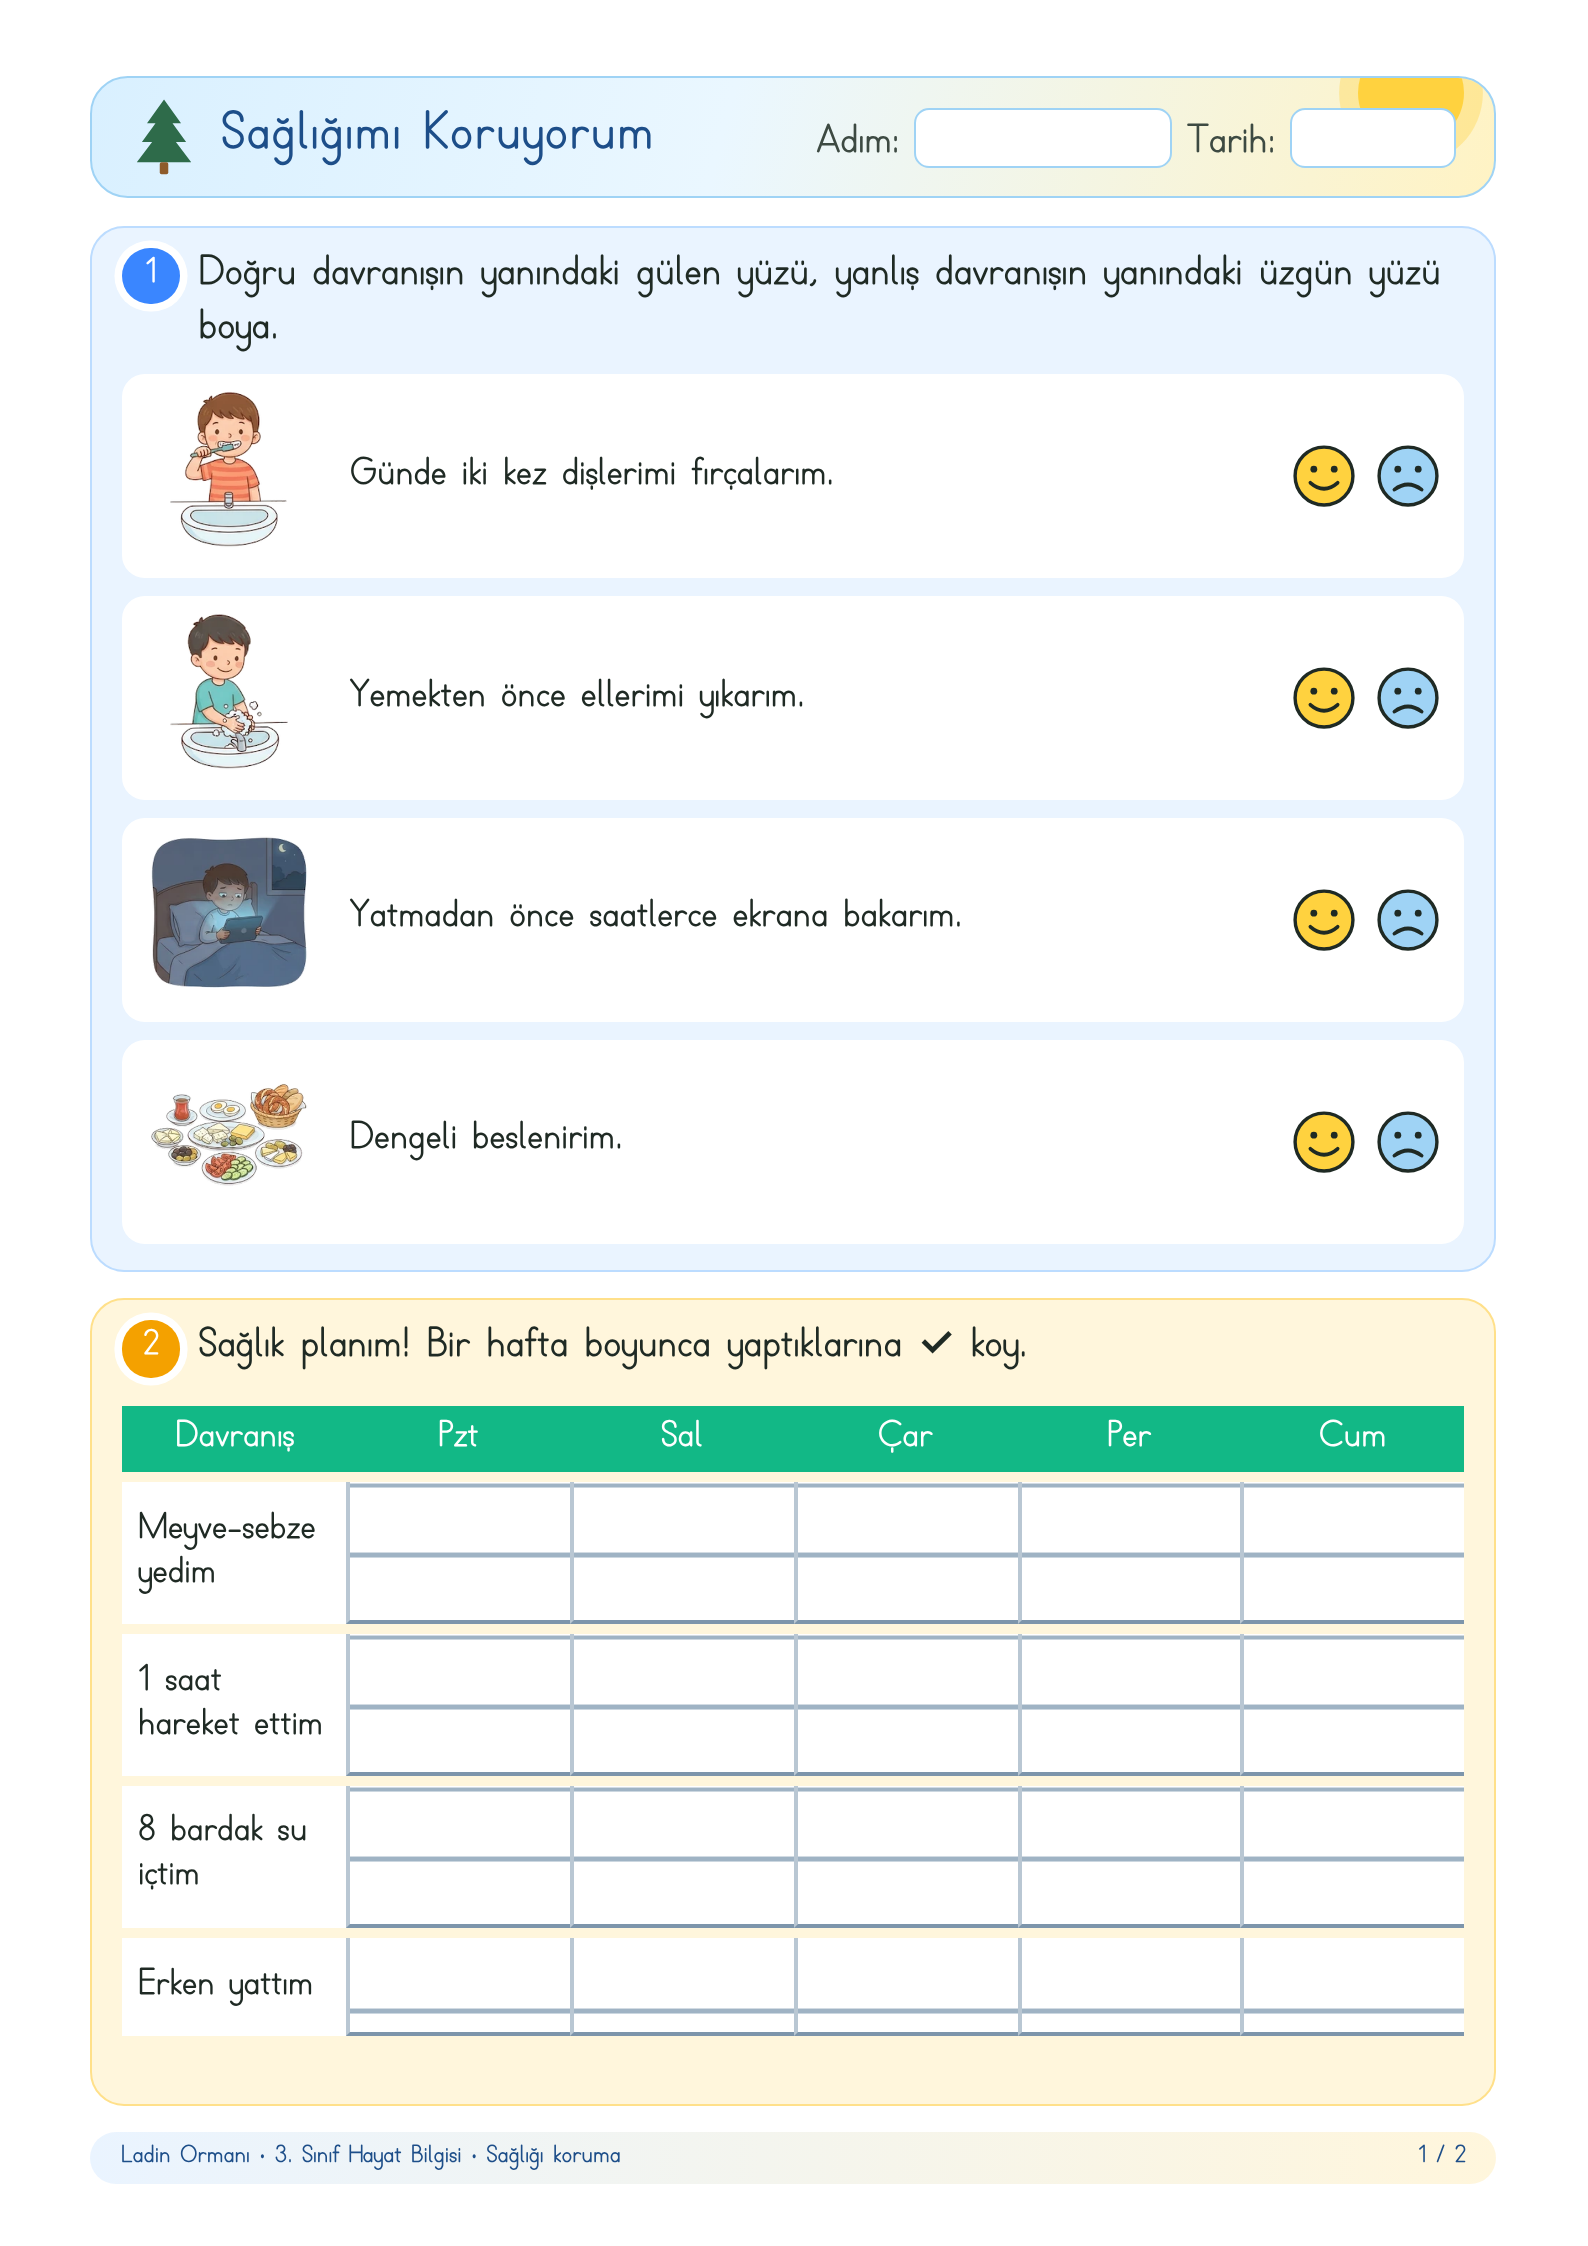 Sağlığımı Koruyorum
Adım:
Tarih:
1
Doğru davranışın yanındaki gülen yüzü, yanlış davranışın yanındaki üzgün yüzü
boya.
Günde iki kez dişlerimi fırçalarım.
Yemekten önce ellerimi yıkarım.
Yatmadan önce saatlerce ekrana bakarım.
Dengeli beslenirim.
2
Sağlık planım! Bir hafta boyunca yaptıklarına ✓ koy.
Davranış Pzt Sal Çar Per Cum
Meyve-sebze
yedim
1 saat
hareket ettim
8 bardak su
içtim
Erken yattım
Ladin Ormanı • 3. Sınıf Hayat Bilgisi • Sağlığı koruma
1 / 2